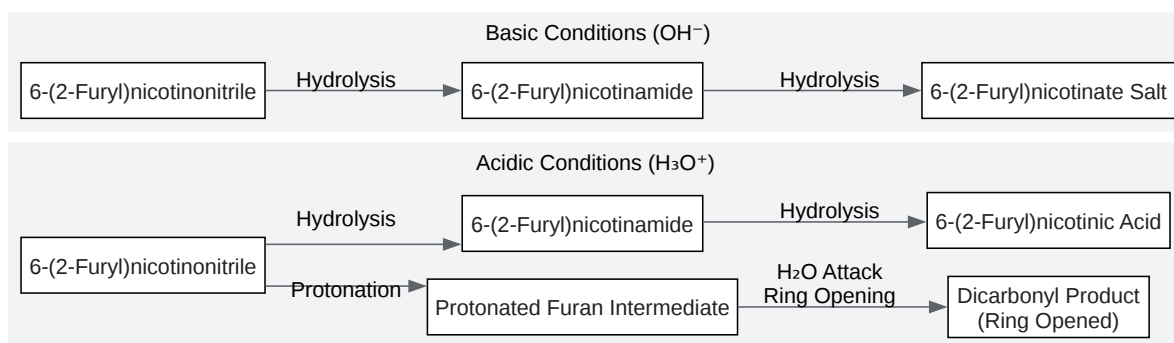 Basic Conditions (OH⁻)
6-(2-Furyl)nicotinonitrile
Hydrolysis
6-(2-Furyl)nicotinamide
Hydrolysis
6-(2-Furyl)nicotinate Salt
Acidic Conditions (H₃O⁺)
6-(2-Furyl)nicotinonitrile
Hydrolysis
6-(2-Furyl)nicotinamide
Hydrolysis
6-(2-Furyl)nicotinic Acid
Protonation
Protonated Furan Intermediate
H₂O Attack
Ring Opening
Dicarbonyl Product
(Ring Opened)